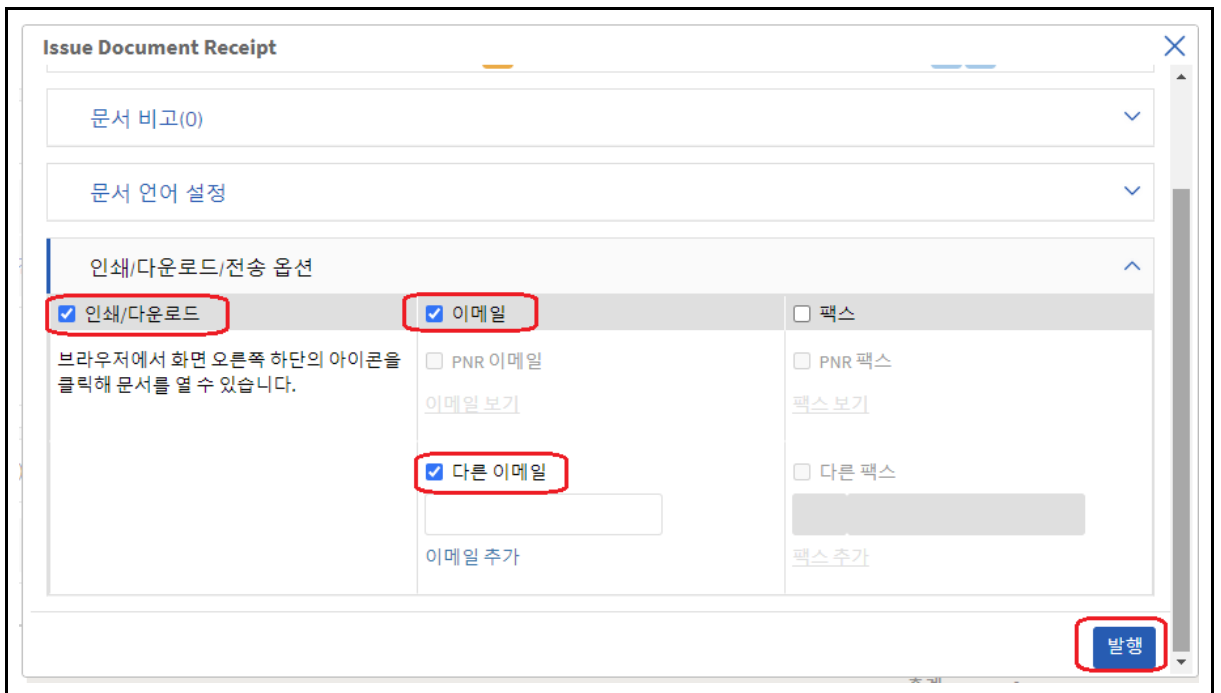 Issue Document Receipt
문서 비고(0)
문서 언어 설정
인쇄/다운로드/전송 옵션
인쇄/다운로드
이메일
팩스
브라우저에서 화면 오른쪽 하단의 아이콘을
클릭해 문서를 열 수 있습니다.
PNR 이메일
PNR 팩스
이메일 보기
팩스 보기
다른 이메일
다른 팩스
이메일 추가
팩스 추가
발행